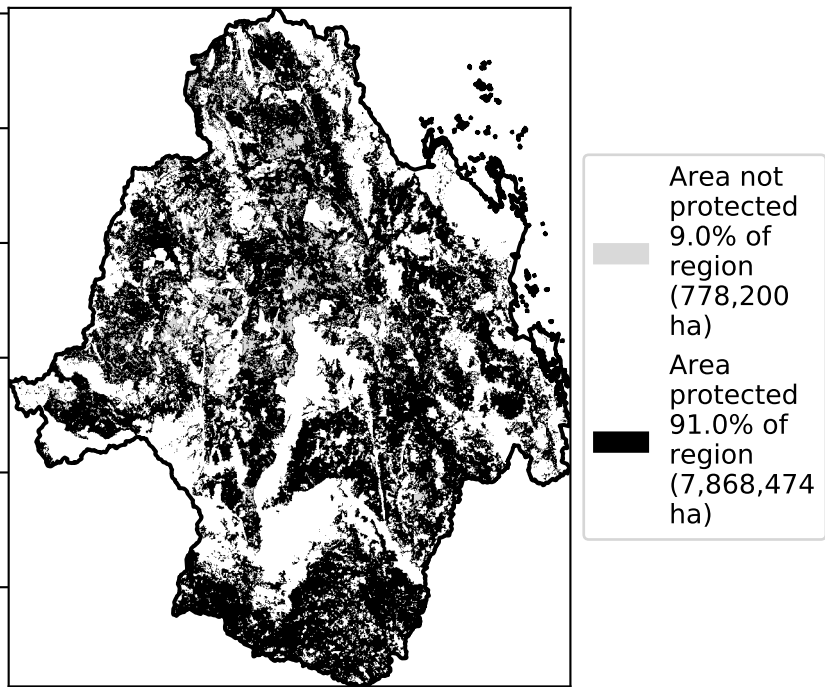 Area not
protected
9.0% of
region
(778,200
ha)
Area
protected
91.0% of
region
(7,868,474
ha)